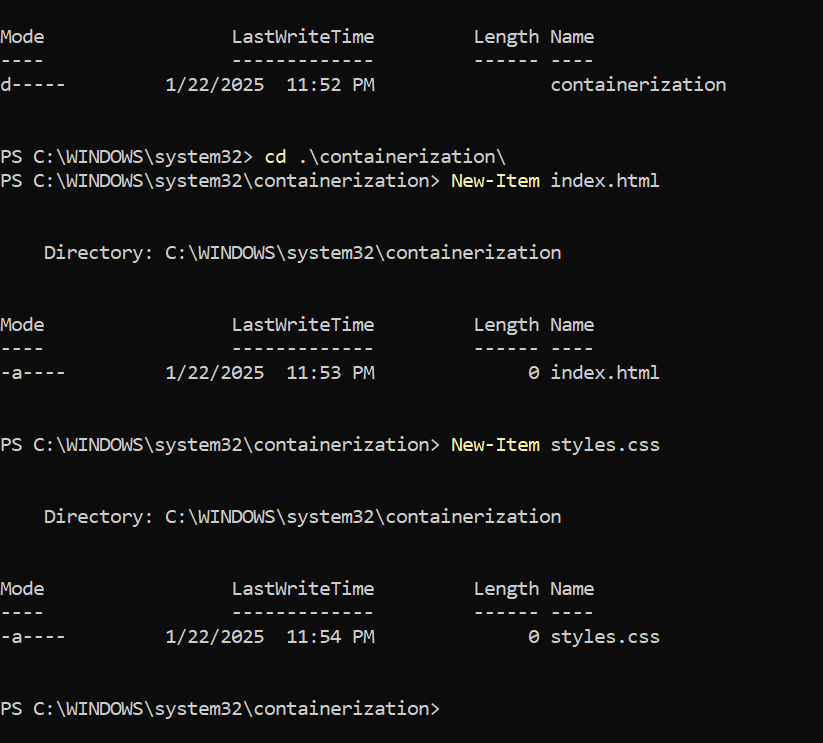 Mode                 LastWriteTime         Length Name
----                 -------------         ------ ----
d-----         1/22/2025  11:52 PM                containerization
PS C:\WINDOWS\system32> cd .\containerization\
PS C:\WINDOWS\system32\containerization> New-Item index.html
    Directory: C:\WINDOWS\system32\containerization
Mode                 LastWriteTime         Length Name
----                 -------------         ------ ----
-a----         1/22/2025  11:53 PM              0 index.html
PS C:\WINDOWS\system32\containerization> New-Item styles.css
    Directory: C:\WINDOWS\system32\containerization
Mode                 LastWriteTime         Length Name
----                 -------------         ------ ----
-a----         1/22/2025  11:54 PM              0 styles.css
PS C:\WINDOWS\system32\containerization>